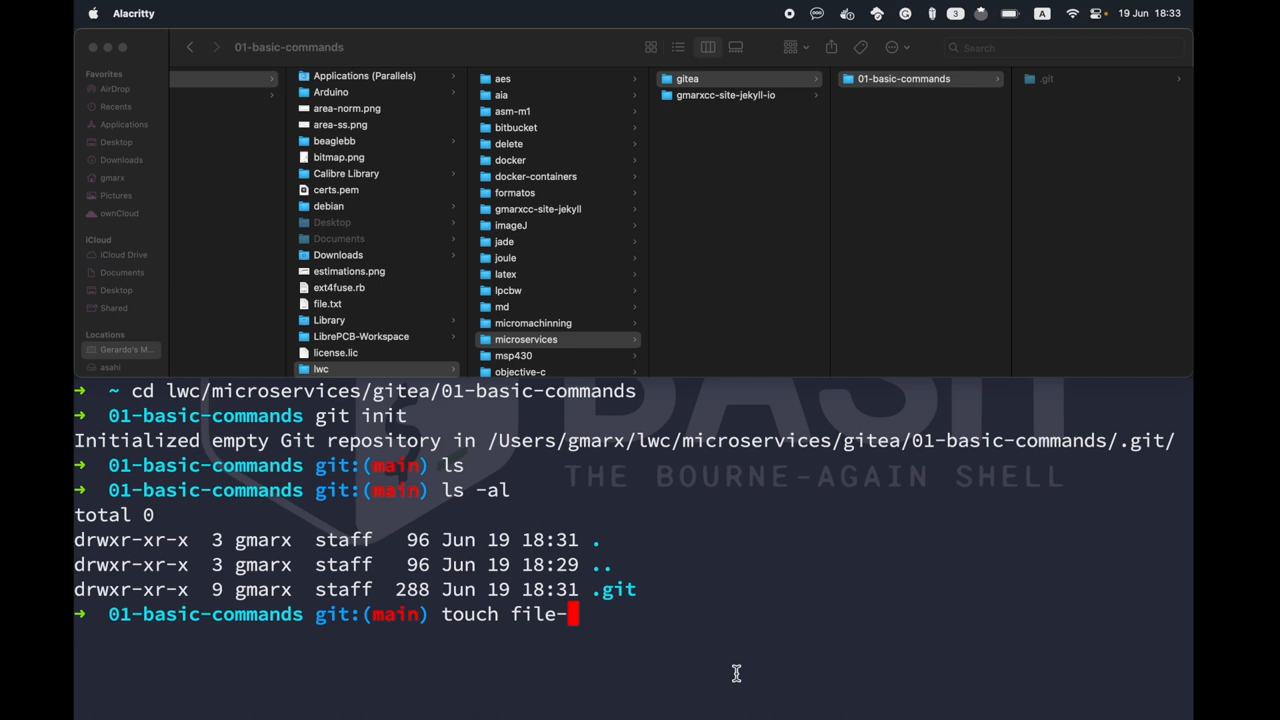 Alacritty
3
A
19 Jun 18:33
01-basic-commands
Search
Favorites
AirDrop
Recents
Applications
Desktop
Downloads
gmarx
Pictures
ownCloud
iCloud
iCloud Drive
Documents
Desktop
Shared
Locations
Gerardo's M...
asahi
Applications (Parallels)
Arduino
area-norm.png
area-ss.png
beaglebb
bitmap.png
Calibre Library
certs.pem
debian
Desktop
Documents
Downloads
estimations.png
ext4fuse.rb
file.txt
Library
LibrePCB-Workspace
license.lic
lwc
aes
aia
asm-m1
bitbucket
delete
docker
docker-containers
formatos
gmarxcc-site-jekyll
imageJ
jade
joule
latex
lpcbw
md
micromachinning
microservices
msp430
objective-c
gitea
gmarxcc-site-jekyll-io
01-basic-commands
.git
BASH
THE BOURNE-AGAIN SHELL
➜ ~ cd lwc/microservices/gitea/01-basic-commands
➜ 01-basic-commands git init
Initialized empty Git repository in /Users/gmarx/lwc/microservices/gitea/01-basic-commands/.git/
➜ 01-basic-commands git:(main) ls
➜ 01-basic-commands git:(main) ls -al
total 0
drwxr-xr-x 3 gmarx staff 96 Jun 19 18:31 .
drwxr-xr-x 3 gmarx staff 96 Jun 19 18:29 ..
drwxr-xr-x 9 gmarx staff 288 Jun 19 18:31 .git
➜ 01-basic-commands git:(main) touch file-